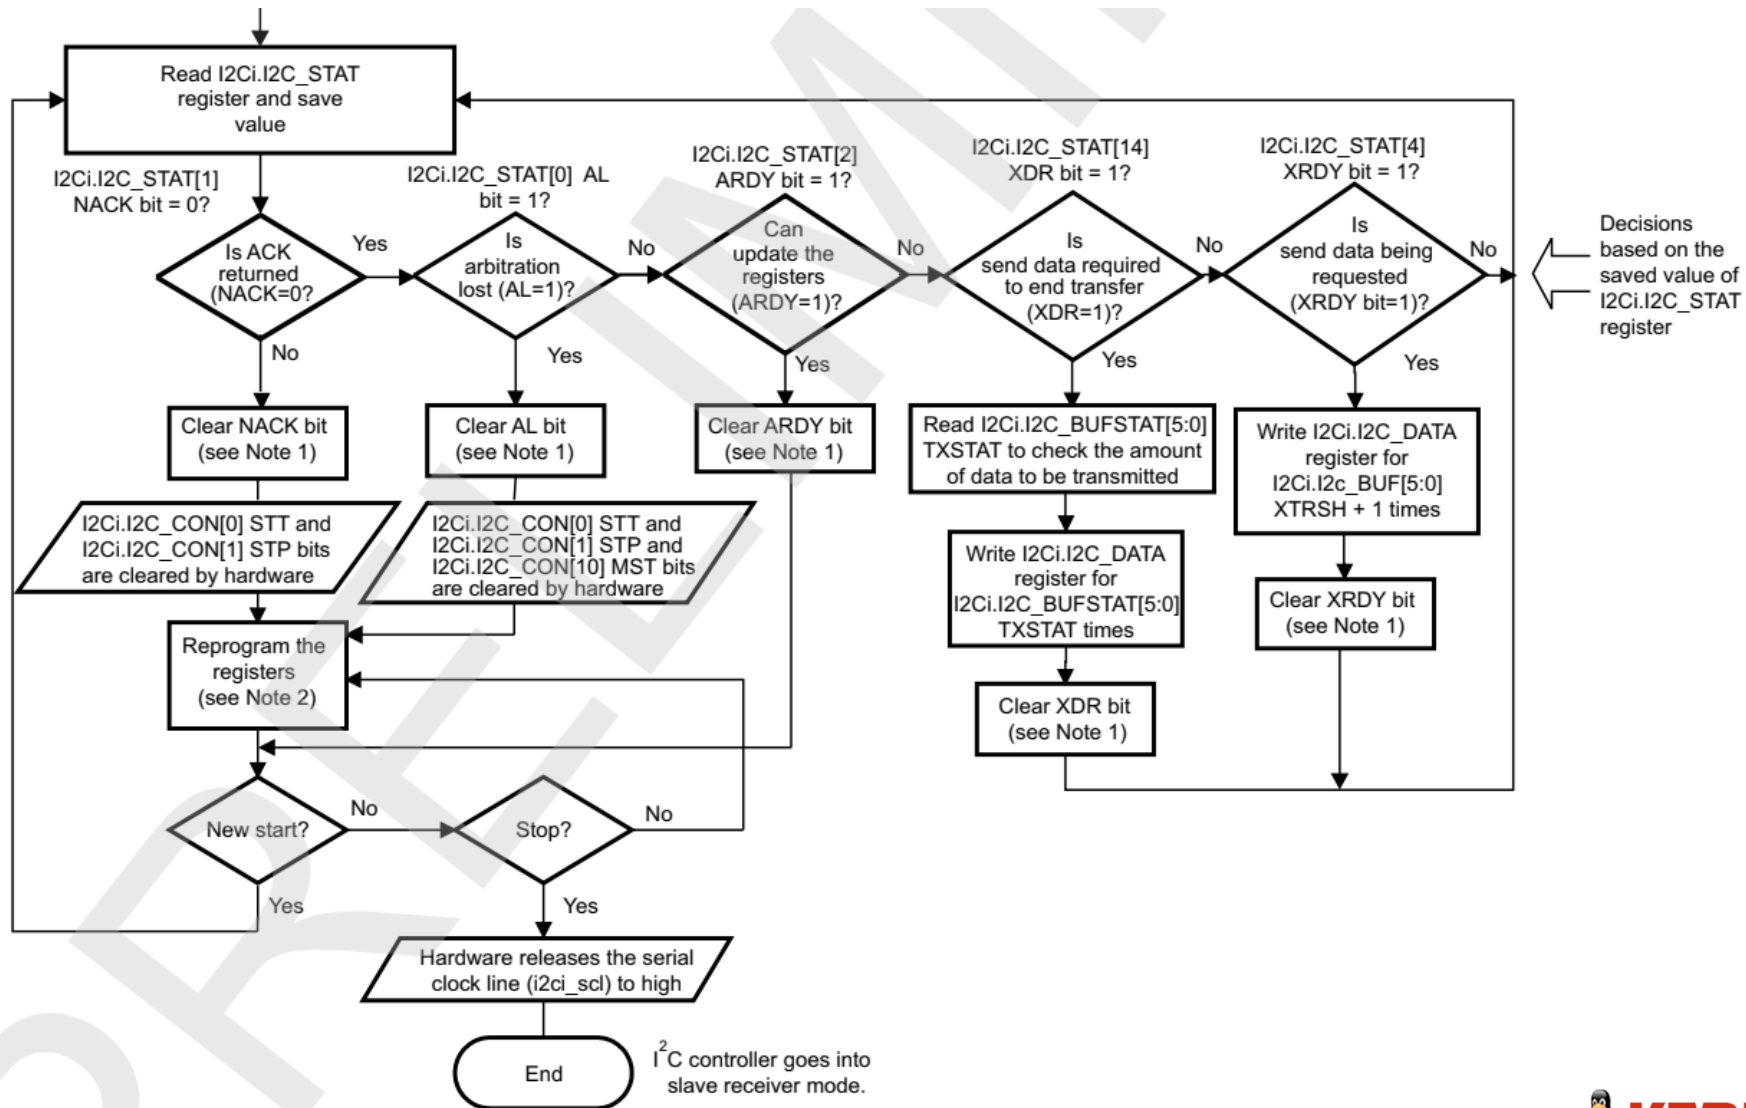 Read I2Ci.I2C_STAT
register and save
value
I2Ci.I2C_STAT[1]
NACK bit = 0?
I2Ci.I2C_STAT[0] AL
bit = 1?
I2Ci.I2C_STAT[2]
ARDY bit = 1?
I2Ci.I2C_STAT[14]
XDR bit = 1?
I2Ci.I2C_STAT[4]
XRDY bit = 1?
Is ACK
returned
(NACK=0?
Yes
No
Is
arbitration
lost (AL=1)?
No
Yes
Can
update the
registers
(ARDY=1)?
No
Yes
Is
send data required
to end transfer
(XDR=1)?
No
Yes
Is
send data being
requested
(XRDY bit=1)?
No
Yes
Decisions
based on the
saved value of
I2Ci.I2C_STAT
register
Clear NACK bit
(see Note 1)
Clear AL bit
(see Note 1)
Clear ARDY bit
(see Note 1)
Read I2Ci.I2C_BUFSTAT[5:0]
TXSTAT to check the amount
of data to be transmitted
Write I2Ci.I2C_DATA
register for
I2Ci.I2c_BUF[5:0]
XTRSH + 1 times
I2Ci.I2C_CON[0] STT and
I2Ci.I2C_CON[1] STP bits
are cleared by hardware
I2Ci.I2C_CON[0] STT and
I2Ci.I2C_CON[1] STP and
I2Ci.I2C_CON[10] MST bits
are cleared by hardware
Write I2Ci.I2C_DATA
register for
I2Ci.I2C_BUFSTAT[5:0]
TXSTAT times
Clear XRDY bit
(see Note 1)
Reprogram the
registers
(see Note 2)
Clear XDR bit
(see Note 1)
New start?
No
Yes
Stop?
No
Yes
Hardware releases the serial
clock line (i2ci_scl) to high
End
I2C controller goes into
slave receiver mode.